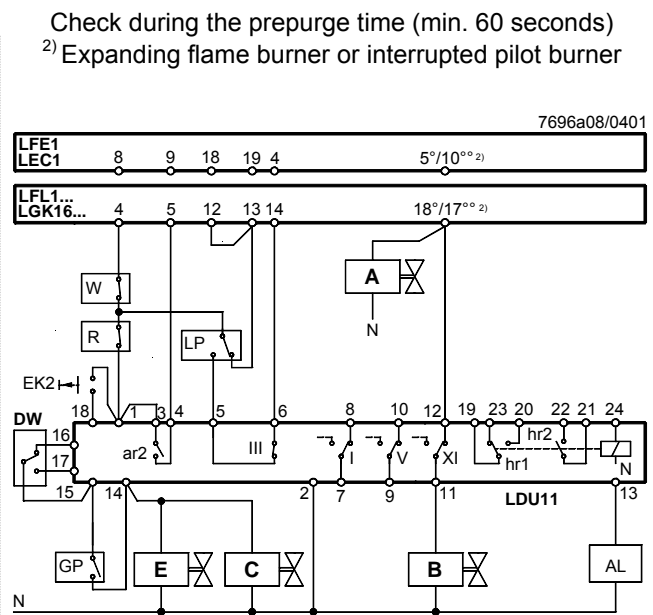 Check during the prepurge time (min. 60 seconds)
2) Expanding flame burner or interrupted pilot burner
7696a08/0401
LFE1
LEC1 8 9 18 19 4 5°/10°° 2)
LFL1...
LGK16... 4 5 12 13 14 18°/17°° 2)
W
A
R
LP
N
EK2
18 1 3 4 5 6 8 10 12 19 23 20 22 21 24
DW
16
hr2
ar2 III I V XI
17
hr1 N
15 14 2 7 9 11 LDU11 13
GP E C B AL
N